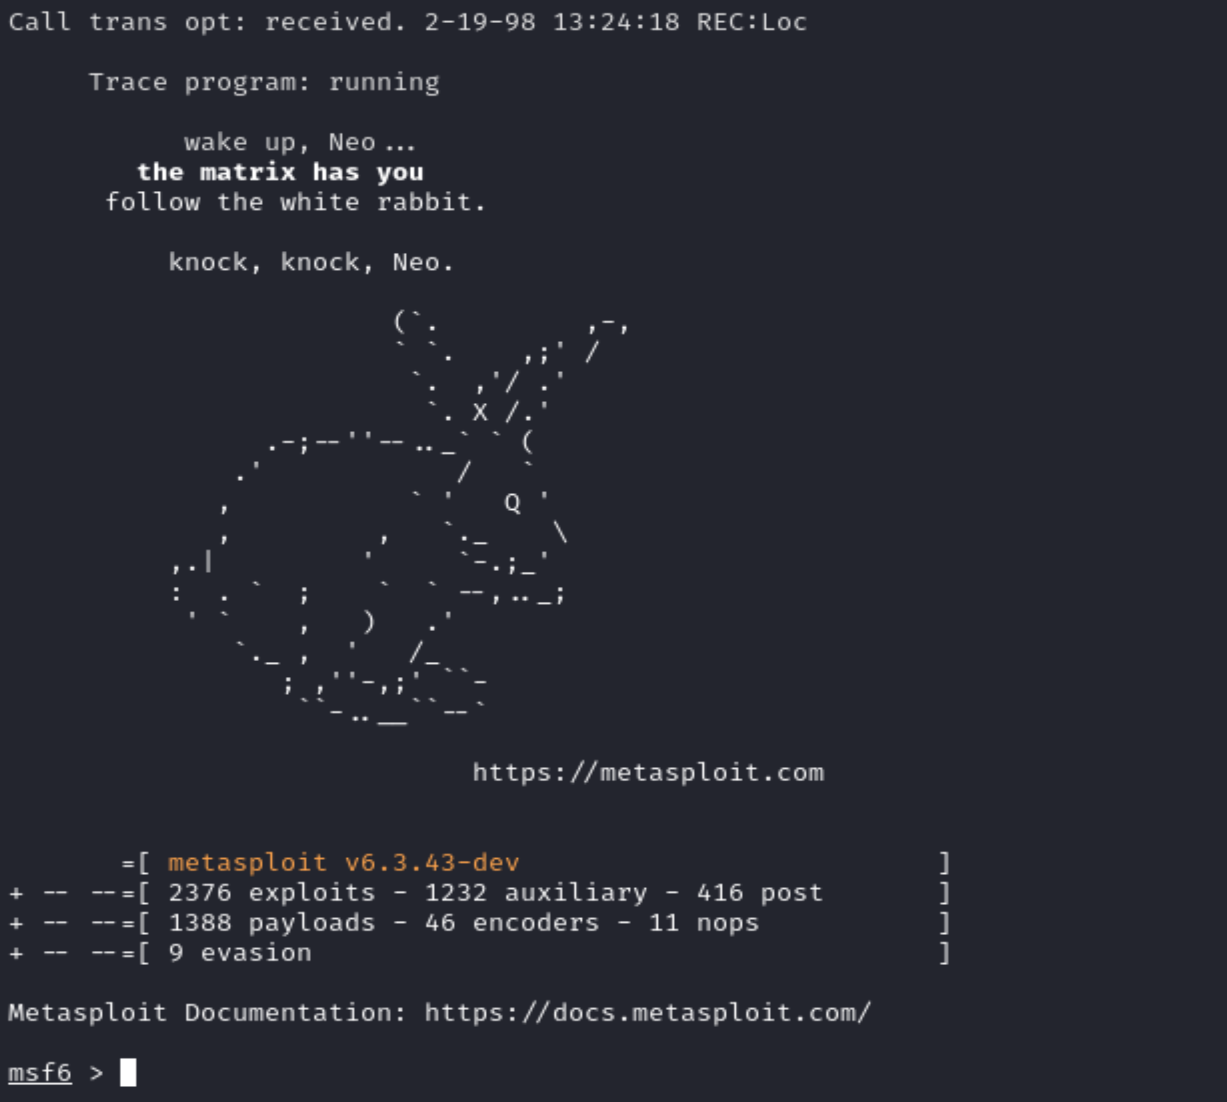 Call trans opt: received. 2-19-98 13:24:18 REC:Loc
Trace program: running
wake up, Neo...
the matrix has you
follow the white rabbit.
knock, knock, Neo.
(`. ,-,
` `. ,;' /
`. ,'/ .'
`. X /.'
.-;--''--.._` ` (
.' / `
, ` ' Q '
, , `._ \
,.| ' `-.;_'
: . ` ; ` ` --,.._;
' ` , ) .'
`._ , ' /_
; ,''-,;' ``-
``-..__``--`
https://metasploit.com
=[ metasploit v6.3.43-dev ]
+ -- --=[ 2376 exploits - 1232 auxiliary - 416 post ]
+ -- --=[ 1388 payloads - 46 encoders - 11 nops ]
+ -- --=[ 9 evasion ]
Metasploit Documentation: https://docs.metasploit.com/
msf6 >